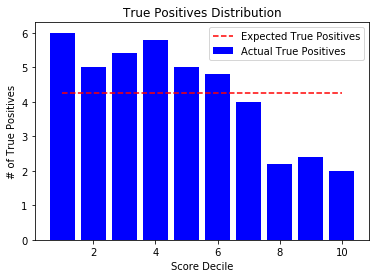 True Positives Distribution
Expected True Positives
Actual True Positives
# of True Positives
6
5
4
3
2
1
0
2 4 6 8 10
Score Decile